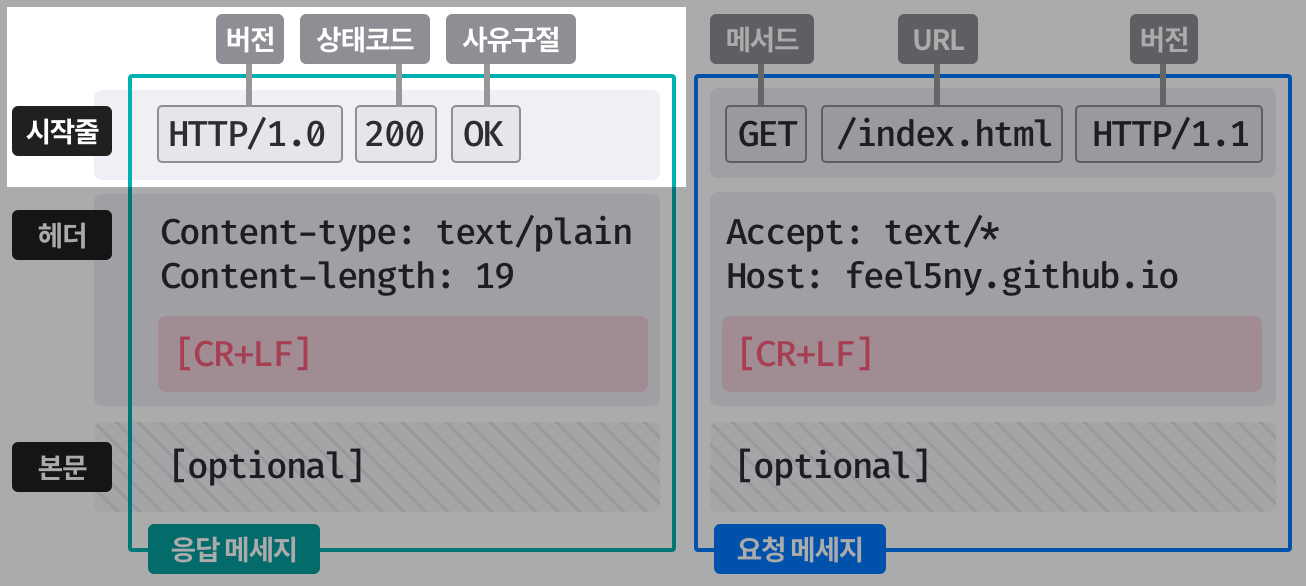 버전 상태코드 사유구절
시작줄 HTTP/1.0 200 OK
헤더 Content-type: text/plain
Content-length: 19
[CR+LF]
본문 [optional]
응답 메세지
메서드 URL 버전
GET /index.html HTTP/1.1
Accept: text/*
Host: feel5ny.github.io
[CR+LF]
[optional]
요청 메세지